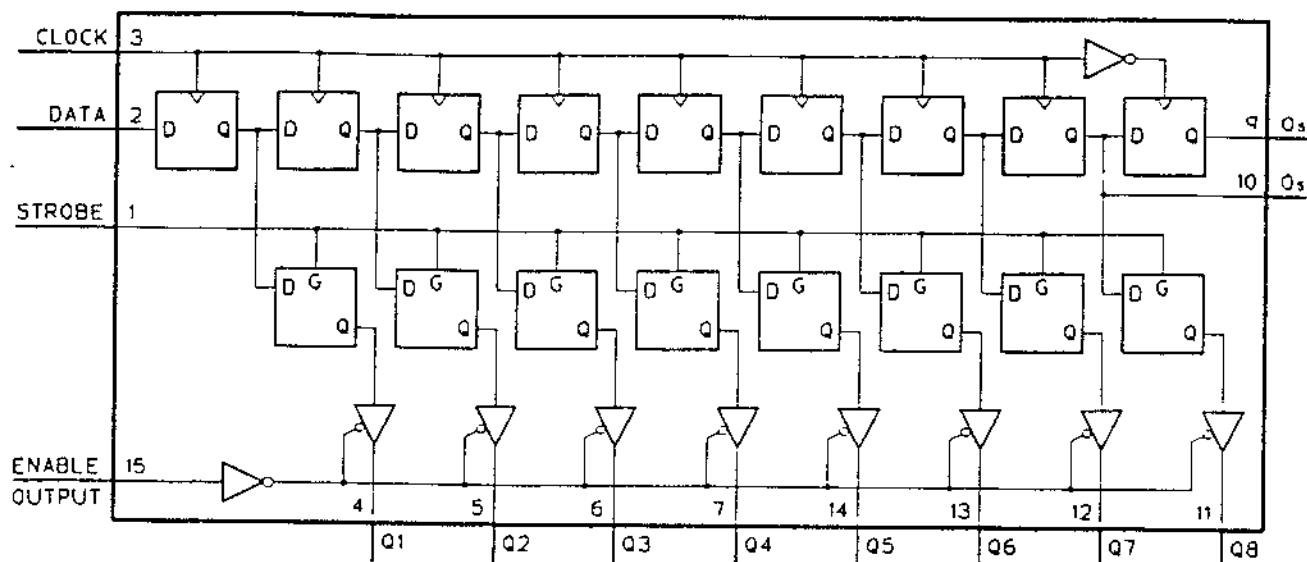 CLOCK 3
DATA 2 D Q D Q D Q D Q D Q D Q D Q D Q D Q 9 Qs
10 Qs
STROBE 1
D G Q D G Q D G Q D G Q D G Q D G Q D G Q D G Q
ENABLE 15
OUTPUT
4 5 6 7 14 13 12 11
Q1 Q2 Q3 Q4 Q5 Q6 Q7 Q8